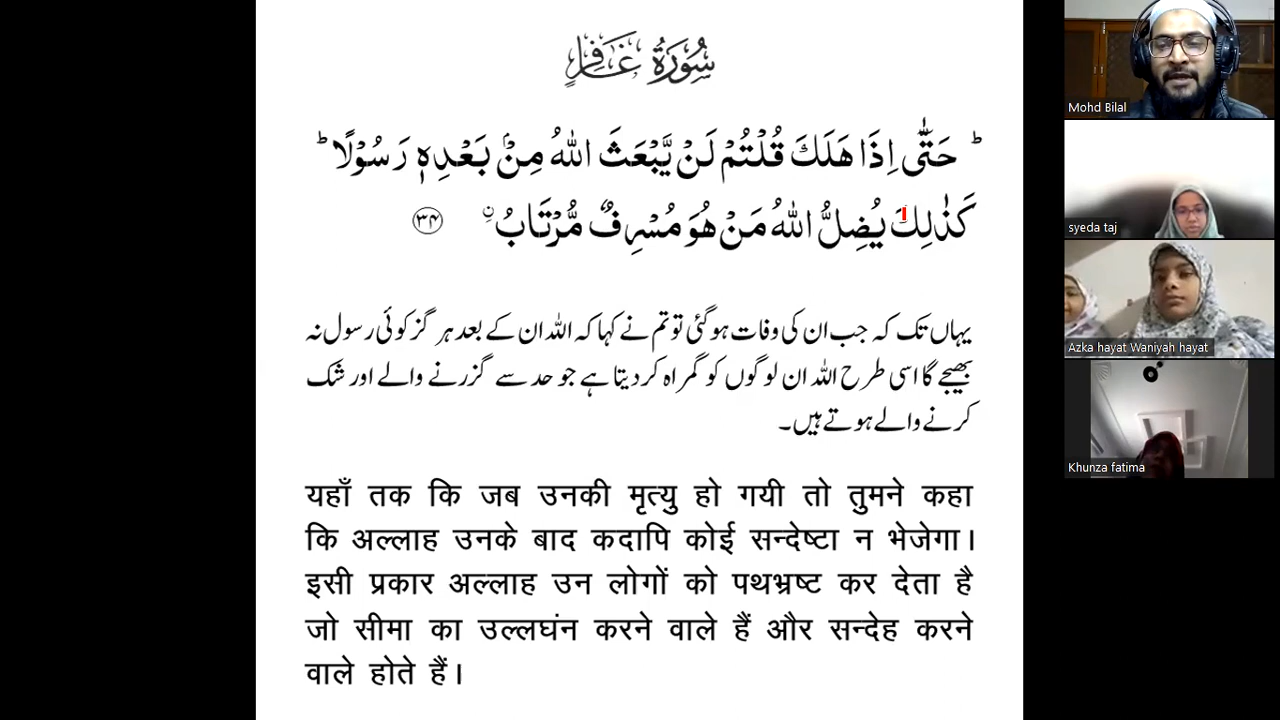 سُوْرَةُ غَافِرٍ
ؕ حَتّٰۤى اِذَا هَلَكَ قُلْتُمْ لَنْ يَّبْعَثَ اللّٰهُ مِنْۢ بَعْدِهٖ رَسُوْلًا ؕ
كَذٰلِكَ يُضِلُّ اللّٰهُ مَنْ هُوَ مُسْرِفٌ مُّرْتَابُ ۙ ۟ ۳۴
یہاں تک کہ جب ان کی وفات ہوگئی تو تم نے کہا کہ اللہ ان کے بعد ہر گز کوئی رسول نہ
بھیجے گا اسی طرح اللہ ان لوگوں کو گمراہ کر دیتا ہے جو حد سے گزرنے والے اور شک
کرنے والے ہوتے ہیں۔
यहाँ तक कि जब उनकी मृत्यु हो गयी तो तुमने कहा
कि अल्लाह उनके बाद कदापि कोई सन्देष्टा न भेजेगा।
इसी प्रकार अल्लाह उन लोगों को पथभ्रष्ट कर देता है
जो सीमा का उल्लघंन करने वाले हैं और सन्देह करने
वाले होते हैं।
Mohd Bilal
syeda taj
Azka hayat Waniyah hayat
Khunza fatima